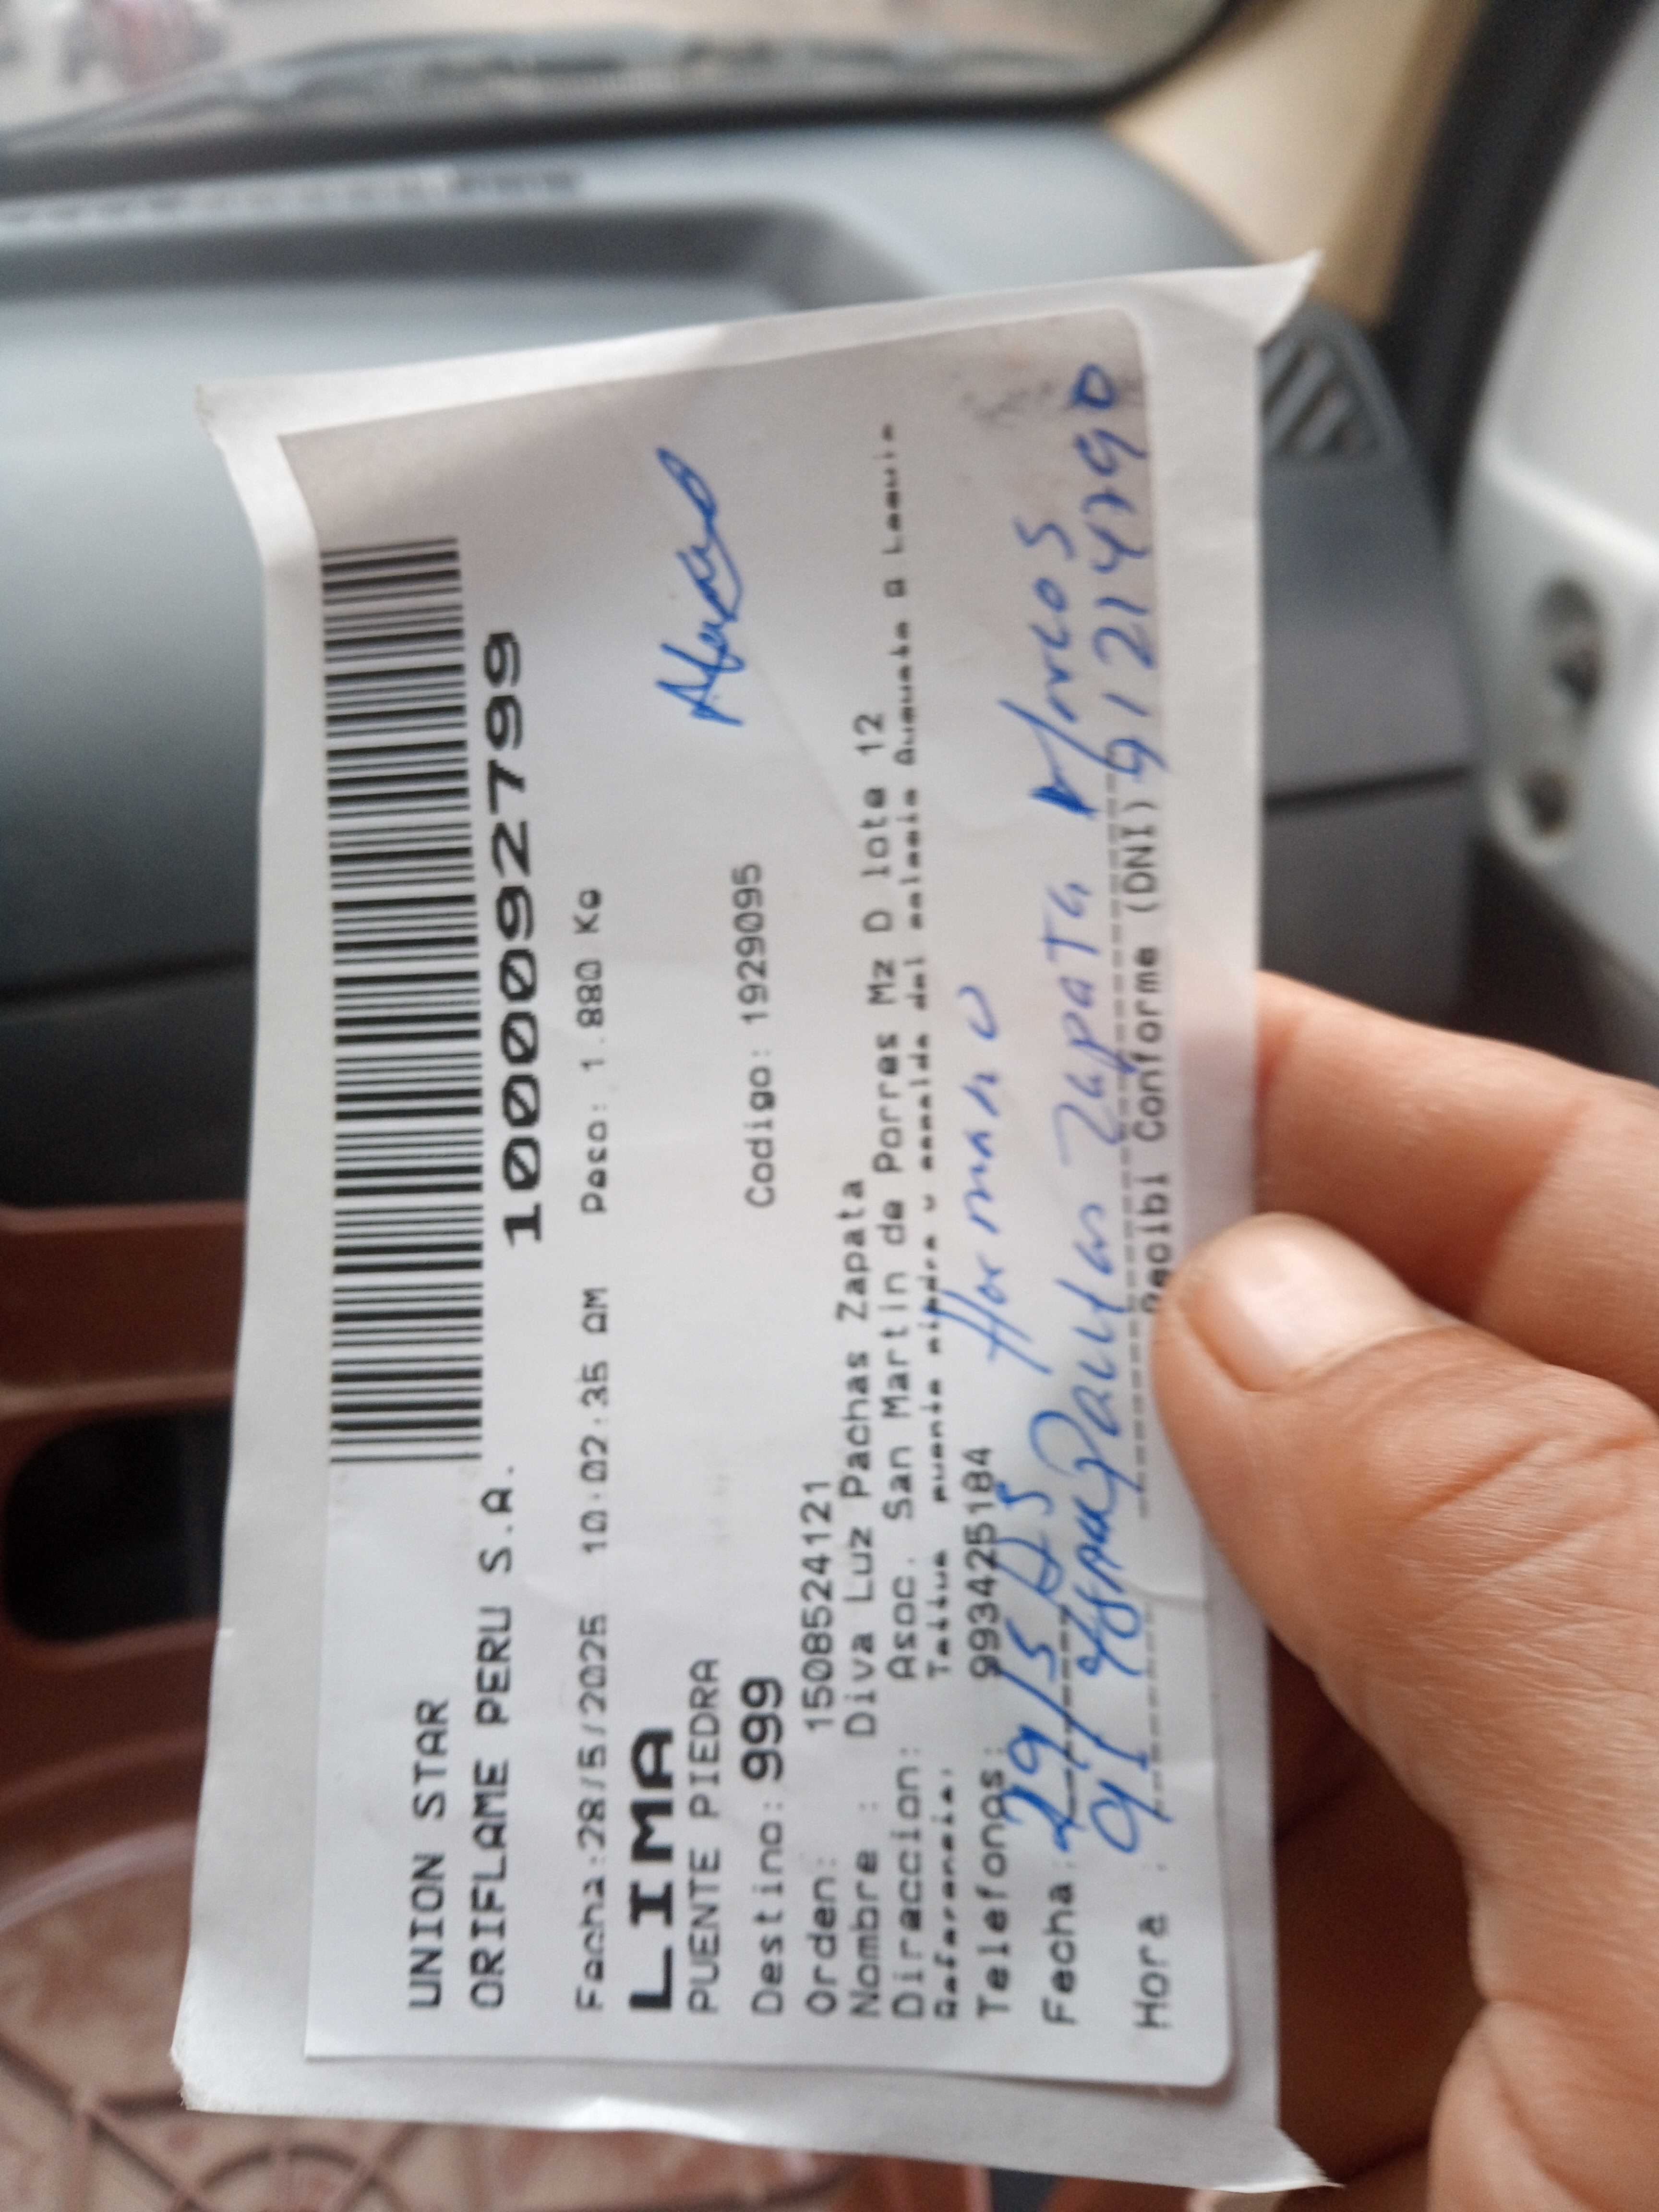 UNION STAR
ORIFLAME PERU S.A.
1000092799
Fecha:28/5/2025 10:02:35 AM Peso: 1.880 Kg
LIMA
PUENTE PIEDRA
Destino: 999 Codigo: 1929095
Orden: 1508524121
Nombre : Diva Luz Pachas Zapata
Direccion: Asoc. San Martin de Porres Mz D lote 12
Telefonos: 993425184
Hermano
Fecha: 29/5/25 Zapata Marcos
Hora :
Recibi Conforme (DNI)